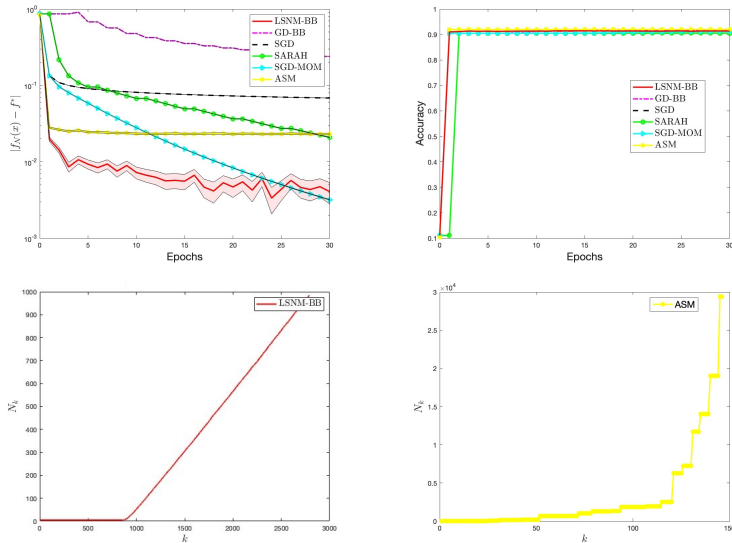 |f_N(x) − f*|
10^0
10^-1
10^-2
10^-3
0 5 10 15 20 25 30
Epochs
LSNM-BB
GD-BB
SGD
SARAH
SGD-MOM
ASM
Accuracy
1
0.9
0.8
0.7
0.6
0.5
0.4
0.3
0.2
0.1
0 5 10 15 20 25 30
Epochs
LSNM-BB
GD-BB
SGD
SARAH
SGD-MOM
ASM
N_k
1000
900
800
700
600
500
400
300
200
100
0
0 500 1000 1500 2000 2500 3000
k
LSNM-BB
N_k
×10^4
3
2.5
2
1.5
1
0.5
0
0 50 100 150
k
ASM